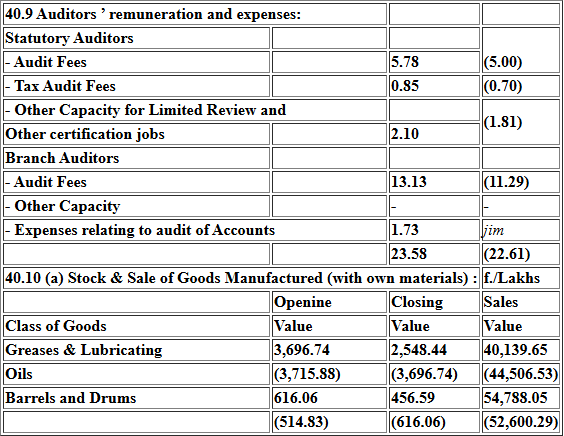 40.9 Auditors ’ remuneration and expenses:
Statutory Auditors
- Audit Fees 5.78 (5.00)
- Tax Audit Fees 0.85 (0.70)
- Other Capacity for Limited Review and
Other certification jobs 2.10 (1.81)
Branch Auditors
- Audit Fees 13.13 (11.29)
- Other Capacity - -
- Expenses relating to audit of Accounts 1.73 jim
23.58 (22.61)
40.10 (a) Stock & Sale of Goods Manufactured (with own materials) : f./Lakhs
Openine Closing Sales
Class of Goods Value Value Value
Greases & Lubricating 3,696.74 2,548.44 40,139.65
Oils (3,715.88) (3,696.74) (44,506.53)
Barrels and Drums 616.06 456.59 54,788.05
(514.83) (616.06) (52,600.29)